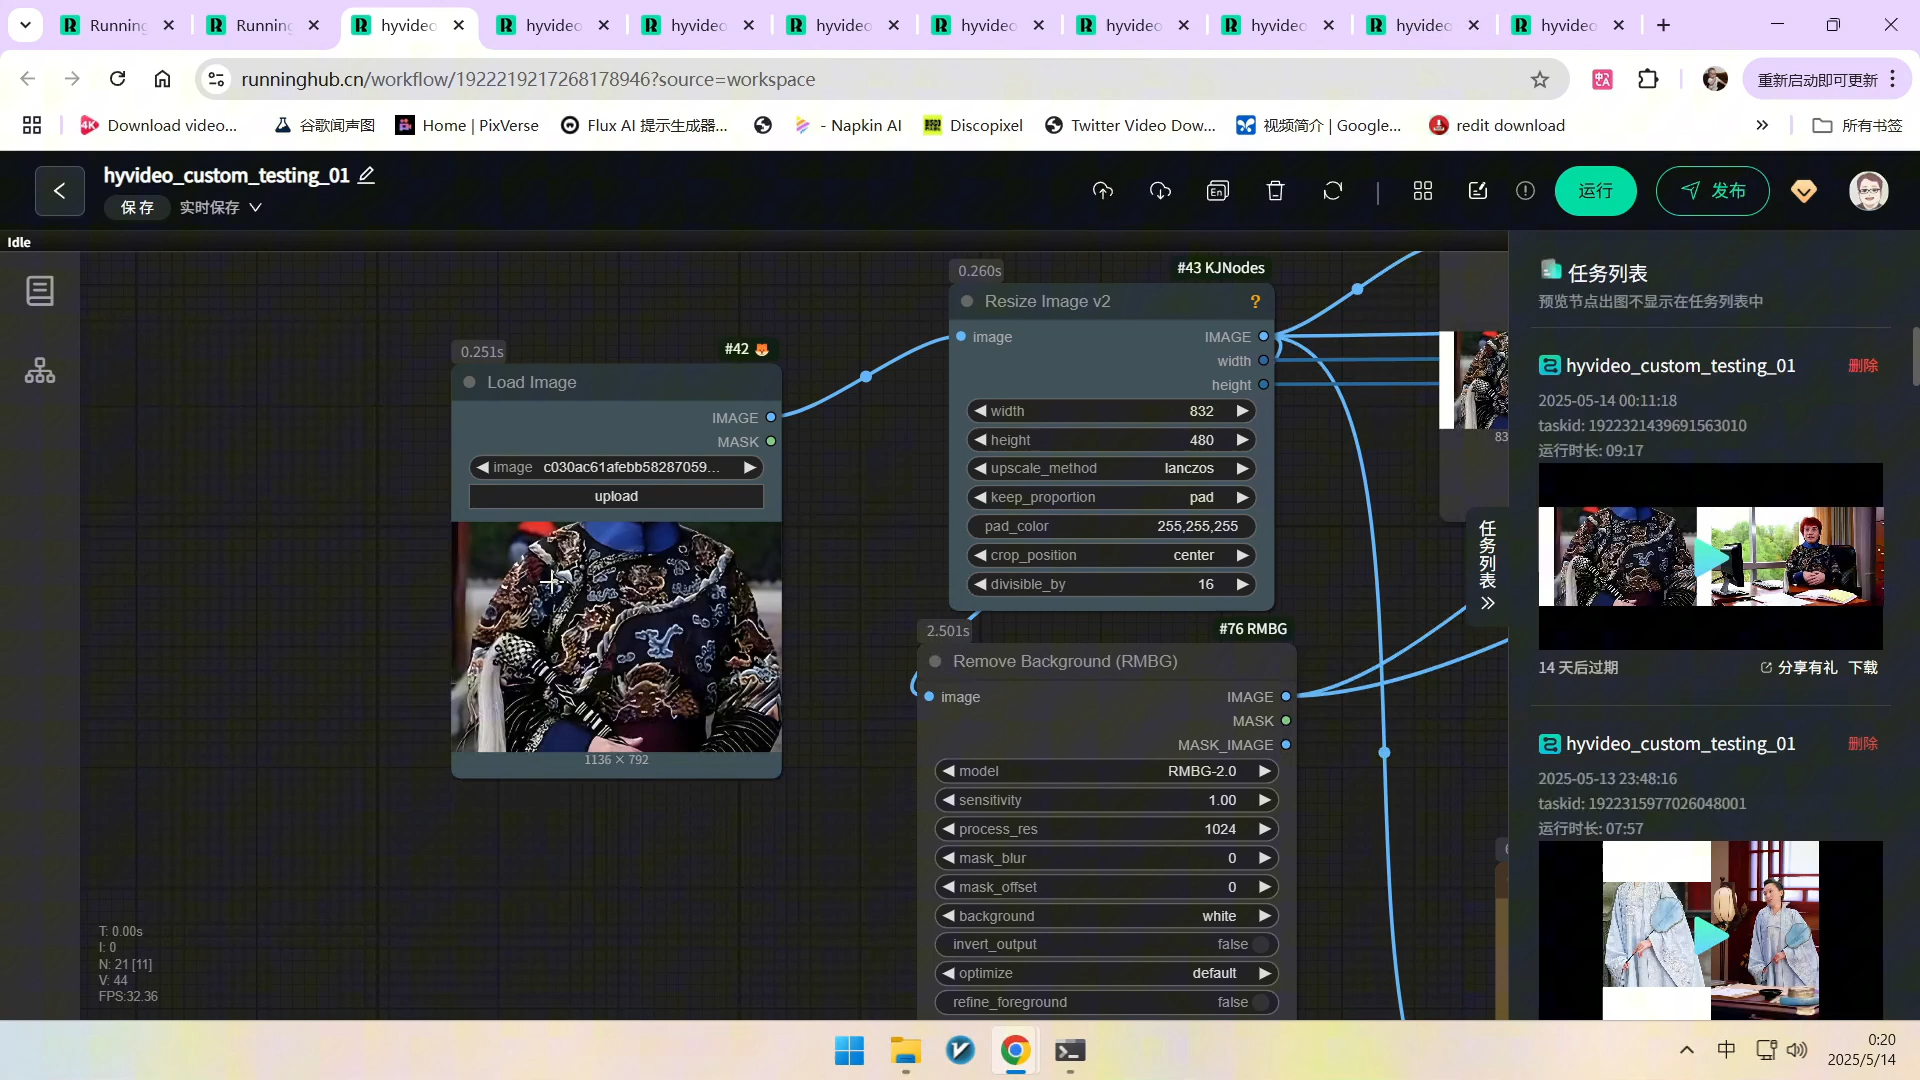 Running
Running
hyvideo
hyvideo
hyvideo
hyvideo
hyvideo
hyvideo
hyvideo
hyvideo
hyvideo
runninghub.cn/workflow/1922219217268178946?source=workspace
重新启动即可更新
Download video...
谷歌闻声图
Home | PixVerse
Flux AI 提示生成器...
- Napkin AI
Discopixel
Twitter Video Dow...
视频简介 | Google...
redit download
所有书签
hyvideo_custom_testing_01
保存
实时保存
En
运行
发布
Idle
0.251s
#42
Load Image
IMAGE
MASK
image c030ac61afebb58287059...
upload
1136 × 792
0.260s
#43 KJNodes
Resize Image v2
?
image
IMAGE
width
height
width 832
height 480
upscale_method lanczos
keep_proportion pad
pad_color 255,255,255
crop_position center
divisible_by 16
2.501s
#76 RMBG
Remove Background (RMBG)
image
IMAGE
MASK
MASK_IMAGE
model RMBG-2.0
sensitivity 1.00
process_res 1024
mask_blur 0
mask_offset 0
background white
invert_output false
optimize default
refine_foreground false
83
任务列表
T: 0.00s
I: 0
N: 21 [11]
V: 44
FPS:32.36
任务列表
预览节点出图不显示在任务列表中
hyvideo_custom_testing_01
删除
2025-05-14 00:11:18
taskid: 1922321439691563010
运行时长: 09:17
14 天后过期
分享有礼
下载
hyvideo_custom_testing_01
删除
2025-05-13 23:48:16
taskid: 1922315977026048001
运行时长: 07:57
中
0:20
2025/5/14